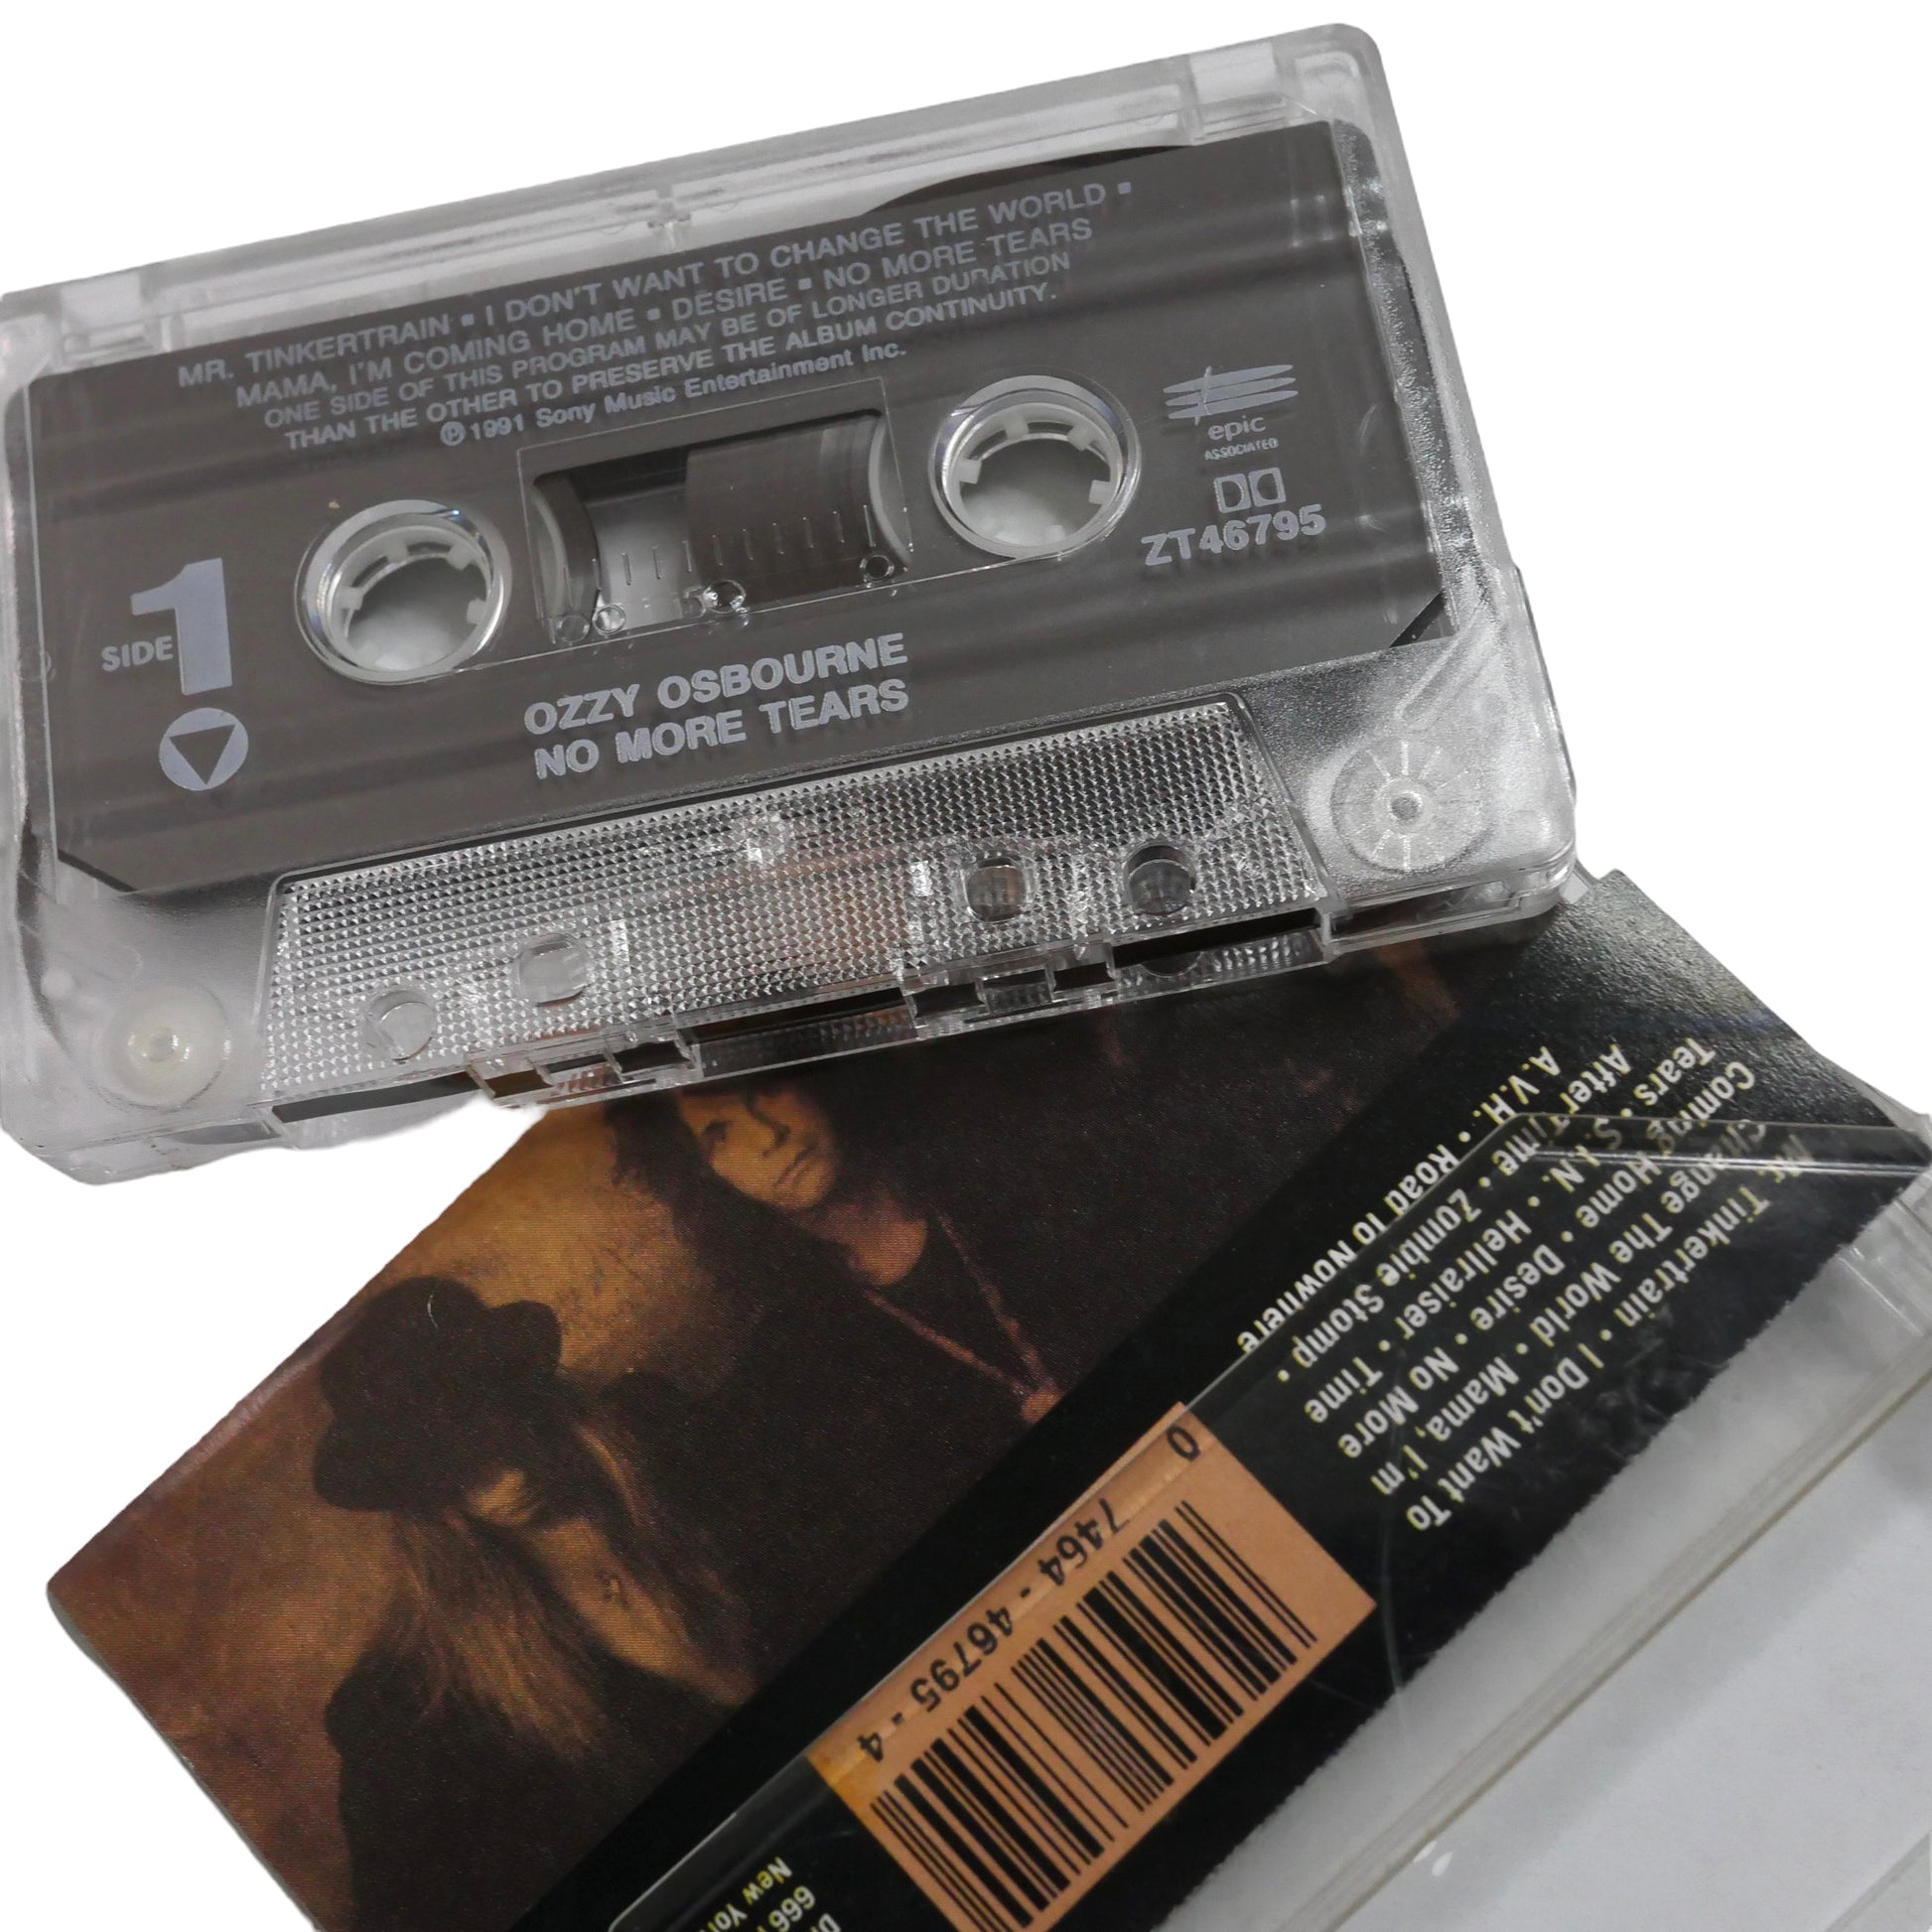 MR. TINKERTRAIN ▪ I DON'T WANT TO CHANGE THE WORLD ▪
MAMA, I'M COMING HOME ▪ DESIRE ▪ NO MORE TEARS
ONE SIDE OF THIS PROGRAM MAY BE OF LONGER DURATION
THAN THE OTHER TO PRESERVE THE ALBUM CONTINUITY.
℗1991 Sony Music Entertainment Inc.
epic
ASSOCIATED
ZT46795
SIDE 1
OZZY OSBOURNE
NO MORE TEARS
Mr. Tinkertrain • I Don't Want To
Change The World • Mama, I'm
Coming Home • Desire • No More
Tears • S.I.N. • Hellraiser • Time
After Time • Zombie Stomp •
A.V.H. • Road To Nowhere
0 7464-46795-4
666
New